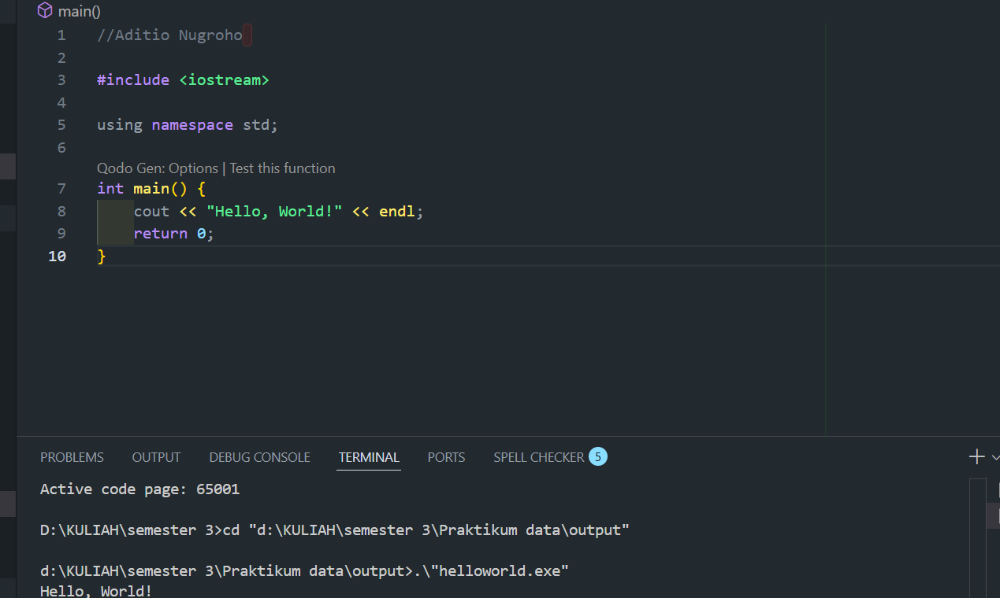 main()
1 //Aditio Nugroho
2
3 #include <iostream>
4
5 using namespace std;
6
Qodo Gen: Options | Test this function
7 int main() {
8 cout << "Hello, World!" << endl;
9 return 0;
10 }
PROBLEMS OUTPUT DEBUG CONSOLE TERMINAL PORTS SPELL CHECKER 5
Active code page: 65001
D:\KULIAH\semester 3>cd "d:\KULIAH\semester 3\Praktikum data\output"
d:\KULIAH\semester 3\Praktikum data\output>.\"helloworld.exe"
Hello, World!